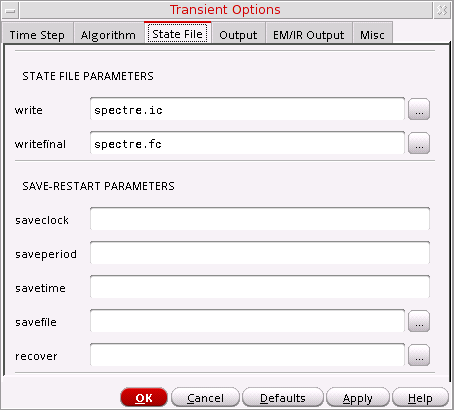 Transient Options
Time Step Algorithm State File Output EM/IR Output Misc
STATE FILE PARAMETERS
write spectre.ic ...
writefinal spectre.fc ...
SAVE-RESTART PARAMETERS
saveclock
saveperiod
savetime
savefile ...
recover ...
OK Cancel Defaults Apply Help